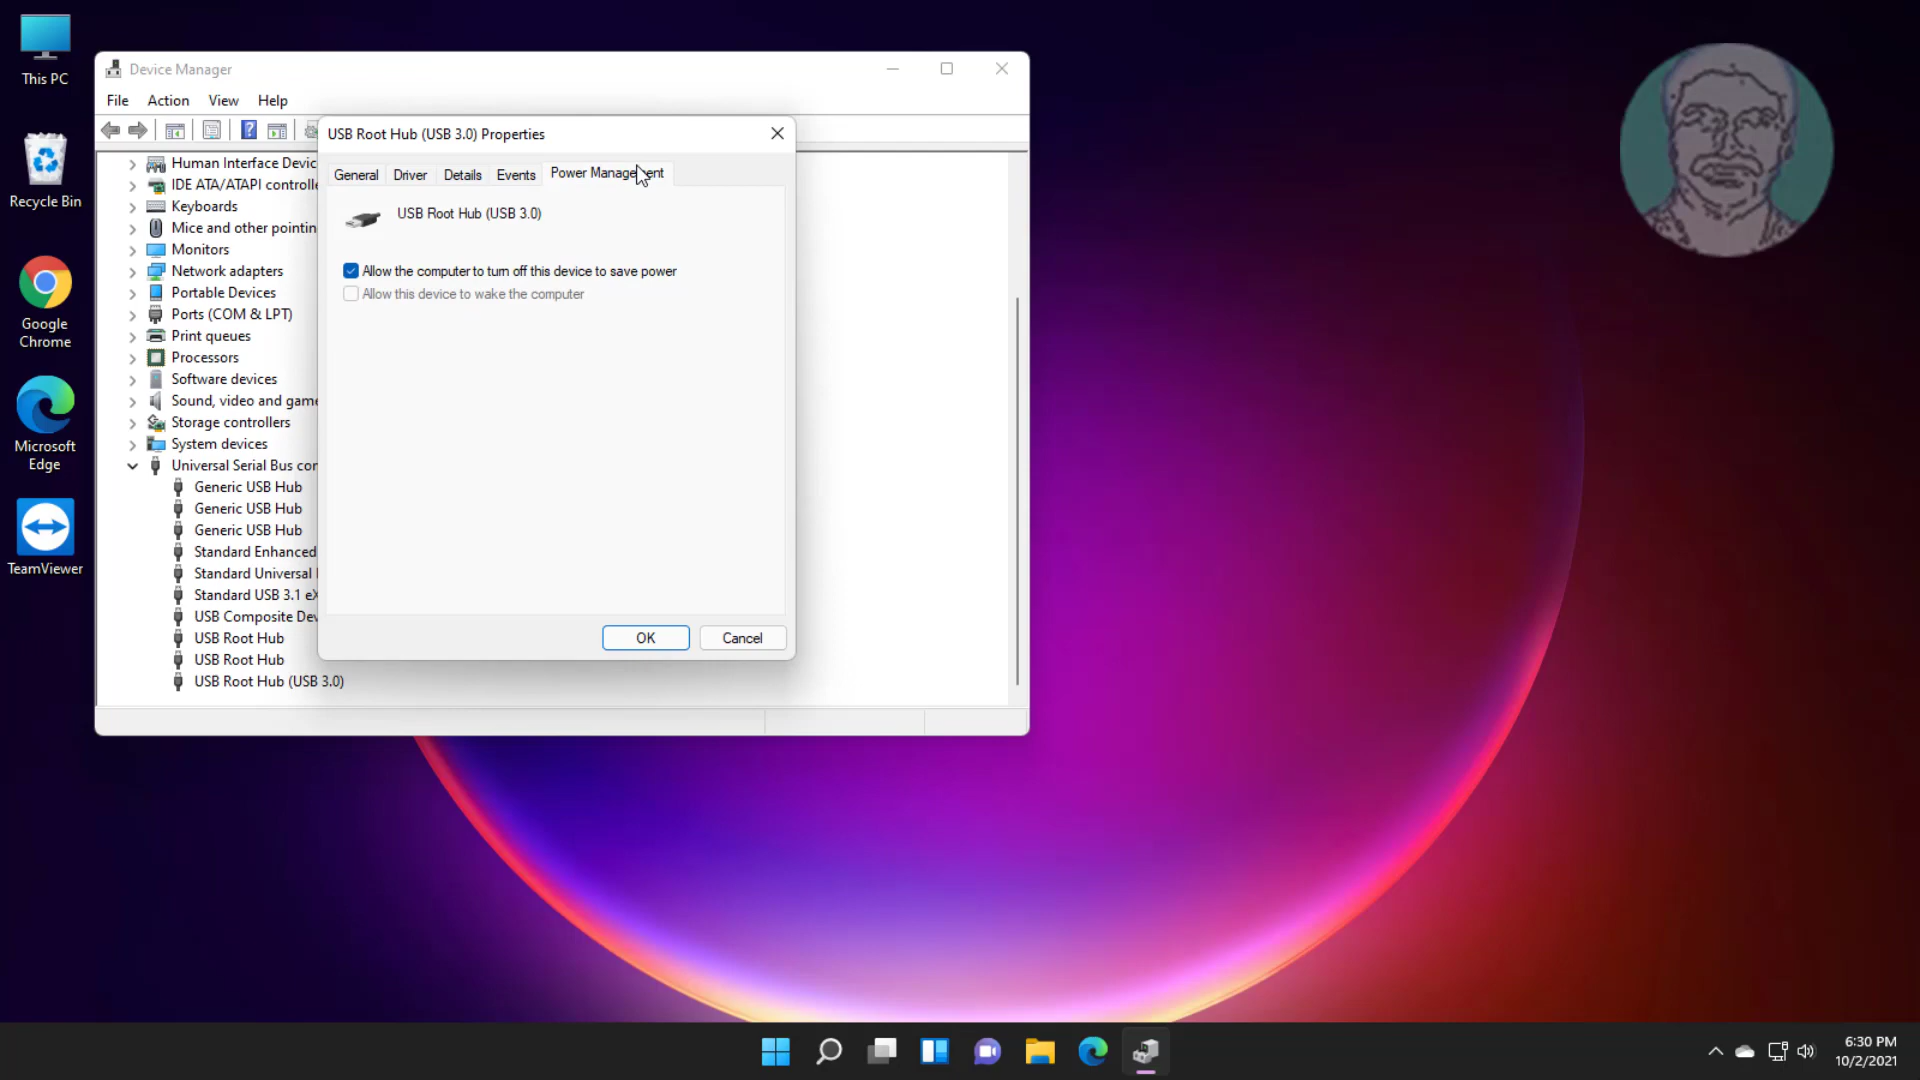 This PC
Recycle Bin
Google
Chrome
Microsoft
Edge
TeamViewer
Device Manager
File Action View Help
Human Interface Devic
IDE ATA/ATAPI controlle
Keyboards
Mice and other pointin
Monitors
Network adapters
Portable Devices
Ports (COM & LPT)
Print queues
Processors
Software devices
Sound, video and game
Storage controllers
System devices
Universal Serial Bus con
Generic USB Hub
Generic USB Hub
Generic USB Hub
Standard Enhanced
Standard Universal
Standard USB 3.1 eX
USB Composite Dev
USB Root Hub
USB Root Hub
USB Root Hub (USB 3.0)
USB Root Hub (USB 3.0) Properties
General Driver Details Events Power Management
USB Root Hub (USB 3.0)
Allow the computer to turn off this device to save power
Allow this device to wake the computer
OK Cancel
6:30 PM
10/2/2021